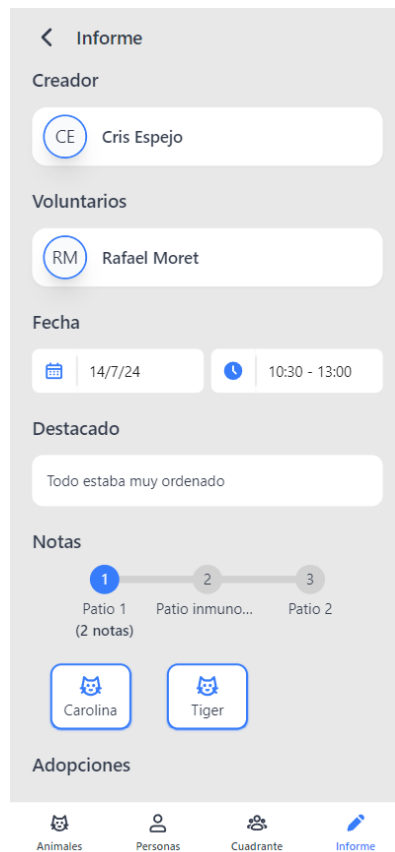 Informe
Creador
CE Cris Espejo
Voluntarios
RM Rafael Moret
Fecha
14/7/24 10:30 - 13:00
Destacado
Todo estaba muy ordenado
Notas
1 2 3
Patio 1 Patio inmuno... Patio 2
(2 notas)
Carolina Tiger
Adopciones
Animales Personas Cuadrante Informe